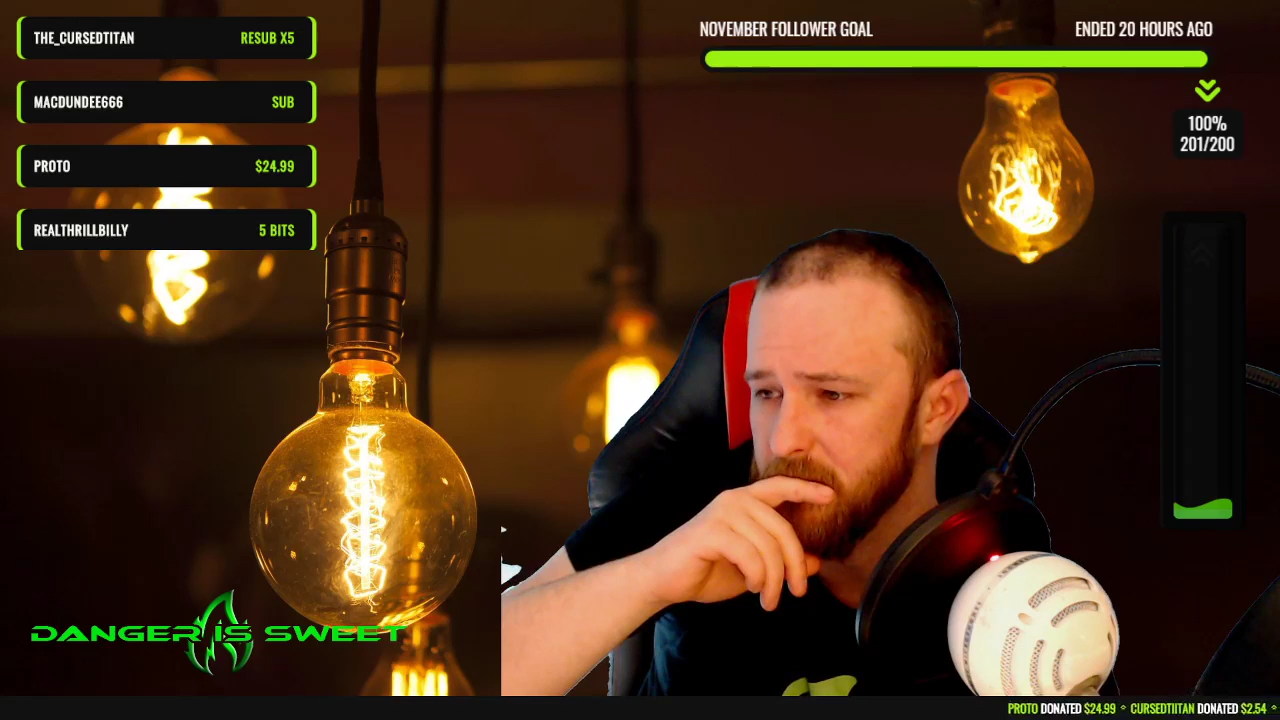 THE_CURSEDTITAN RESUB X5
MACDUNDEE666 SUB
PROTO $24.99
REALTHRILLBILLY 5 BITS
NOVEMBER FOLLOWER GOAL ENDED 20 HOURS AGO
100%
201/200
DANGER IS SWEET
PROTO DONATED $24.99 CURSEDTIITAN DONATED $2.54